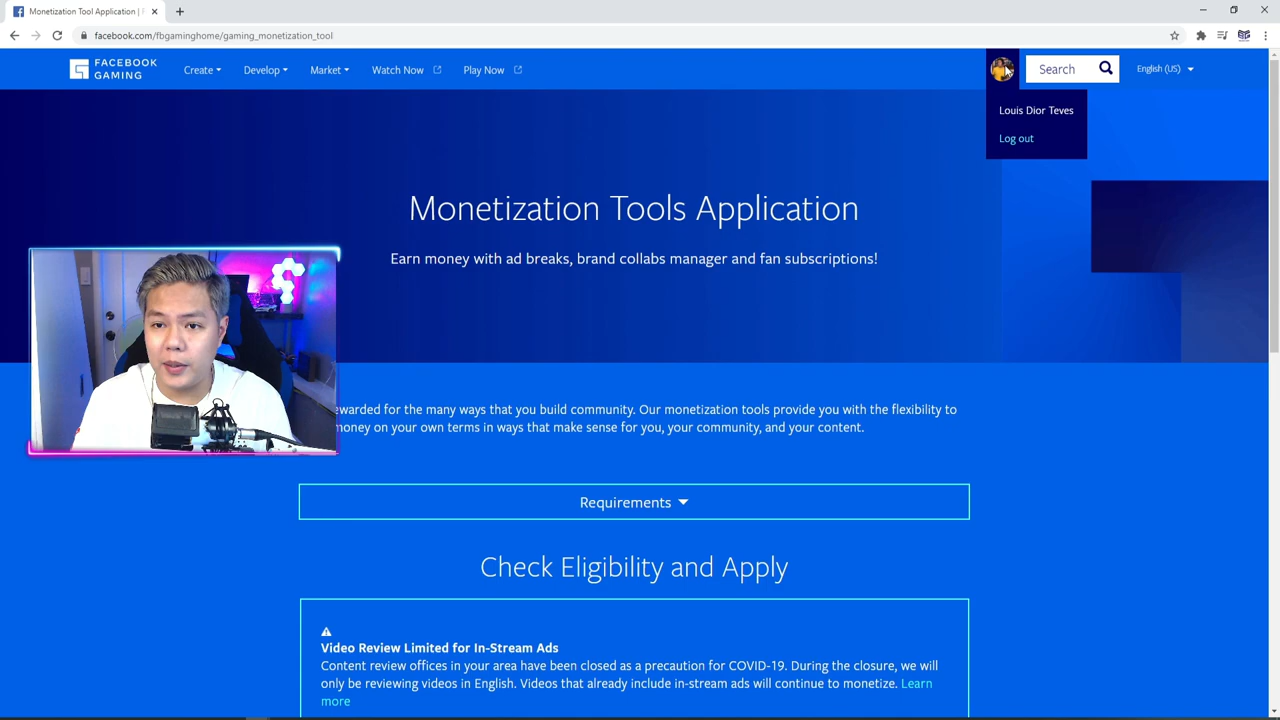 Monetization Tool Application |
facebook.com/fbgaminghome/gaming_monetization_tool
FACEBOOK
GAMING
Create
Develop
Market
Watch Now
Play Now
Search
English (US)
Louis Dior Teves
Log out
Monetization Tools Application
Earn money with ad breaks, brand collabs manager and fan subscriptions!
ewarded for the many ways that you build community. Our monetization tools provide you with the flexibility to
money on your own terms in ways that make sense for you, your community, and your content.
Requirements
Check Eligibility and Apply
Video Review Limited for In-Stream Ads
Content review offices in your area have been closed as a precaution for COVID-19. During the closure, we will
only be reviewing videos in English. Videos that already include in-stream ads will continue to monetize. Learn
more